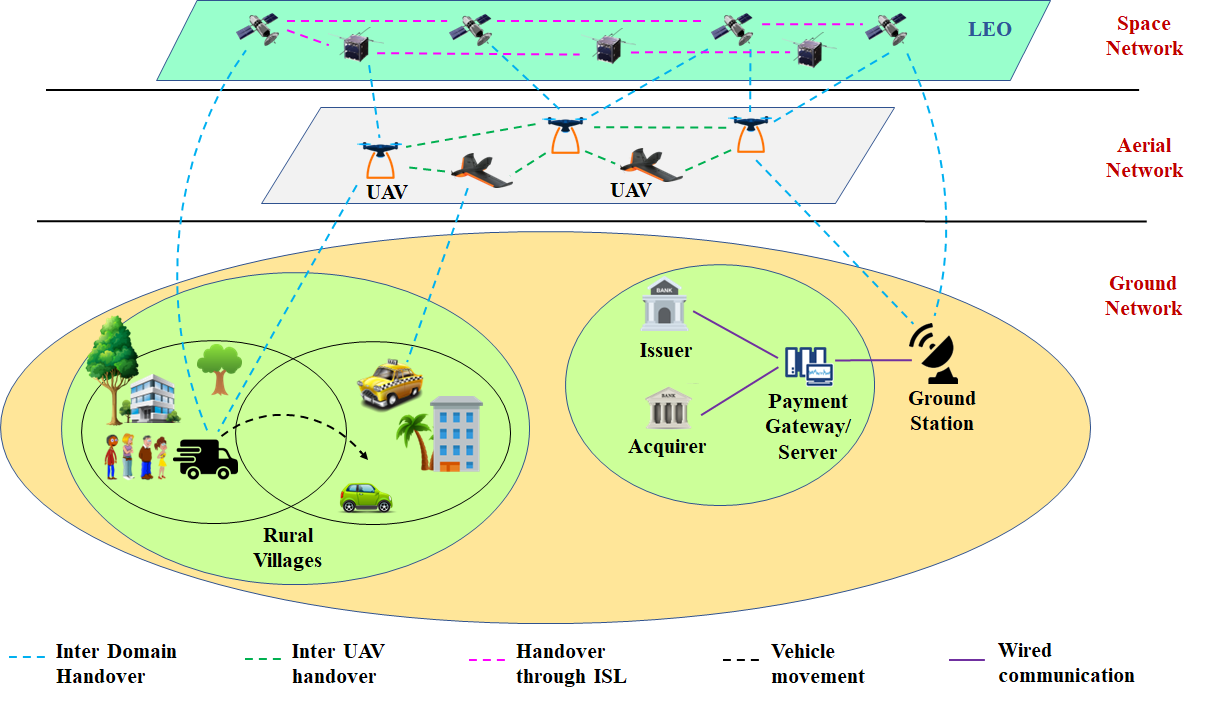 LEO
Space
Network
Aerial
Network
UAV
UAV
Ground
Network
BANK
Issuer
BANK
Acquirer
Payment
Gateway/
Server
Ground
Station
Rural
Villages
Inter Domain
Handover
Inter UAV
handover
Handover
through ISL
Vehicle
movement
Wired
communication